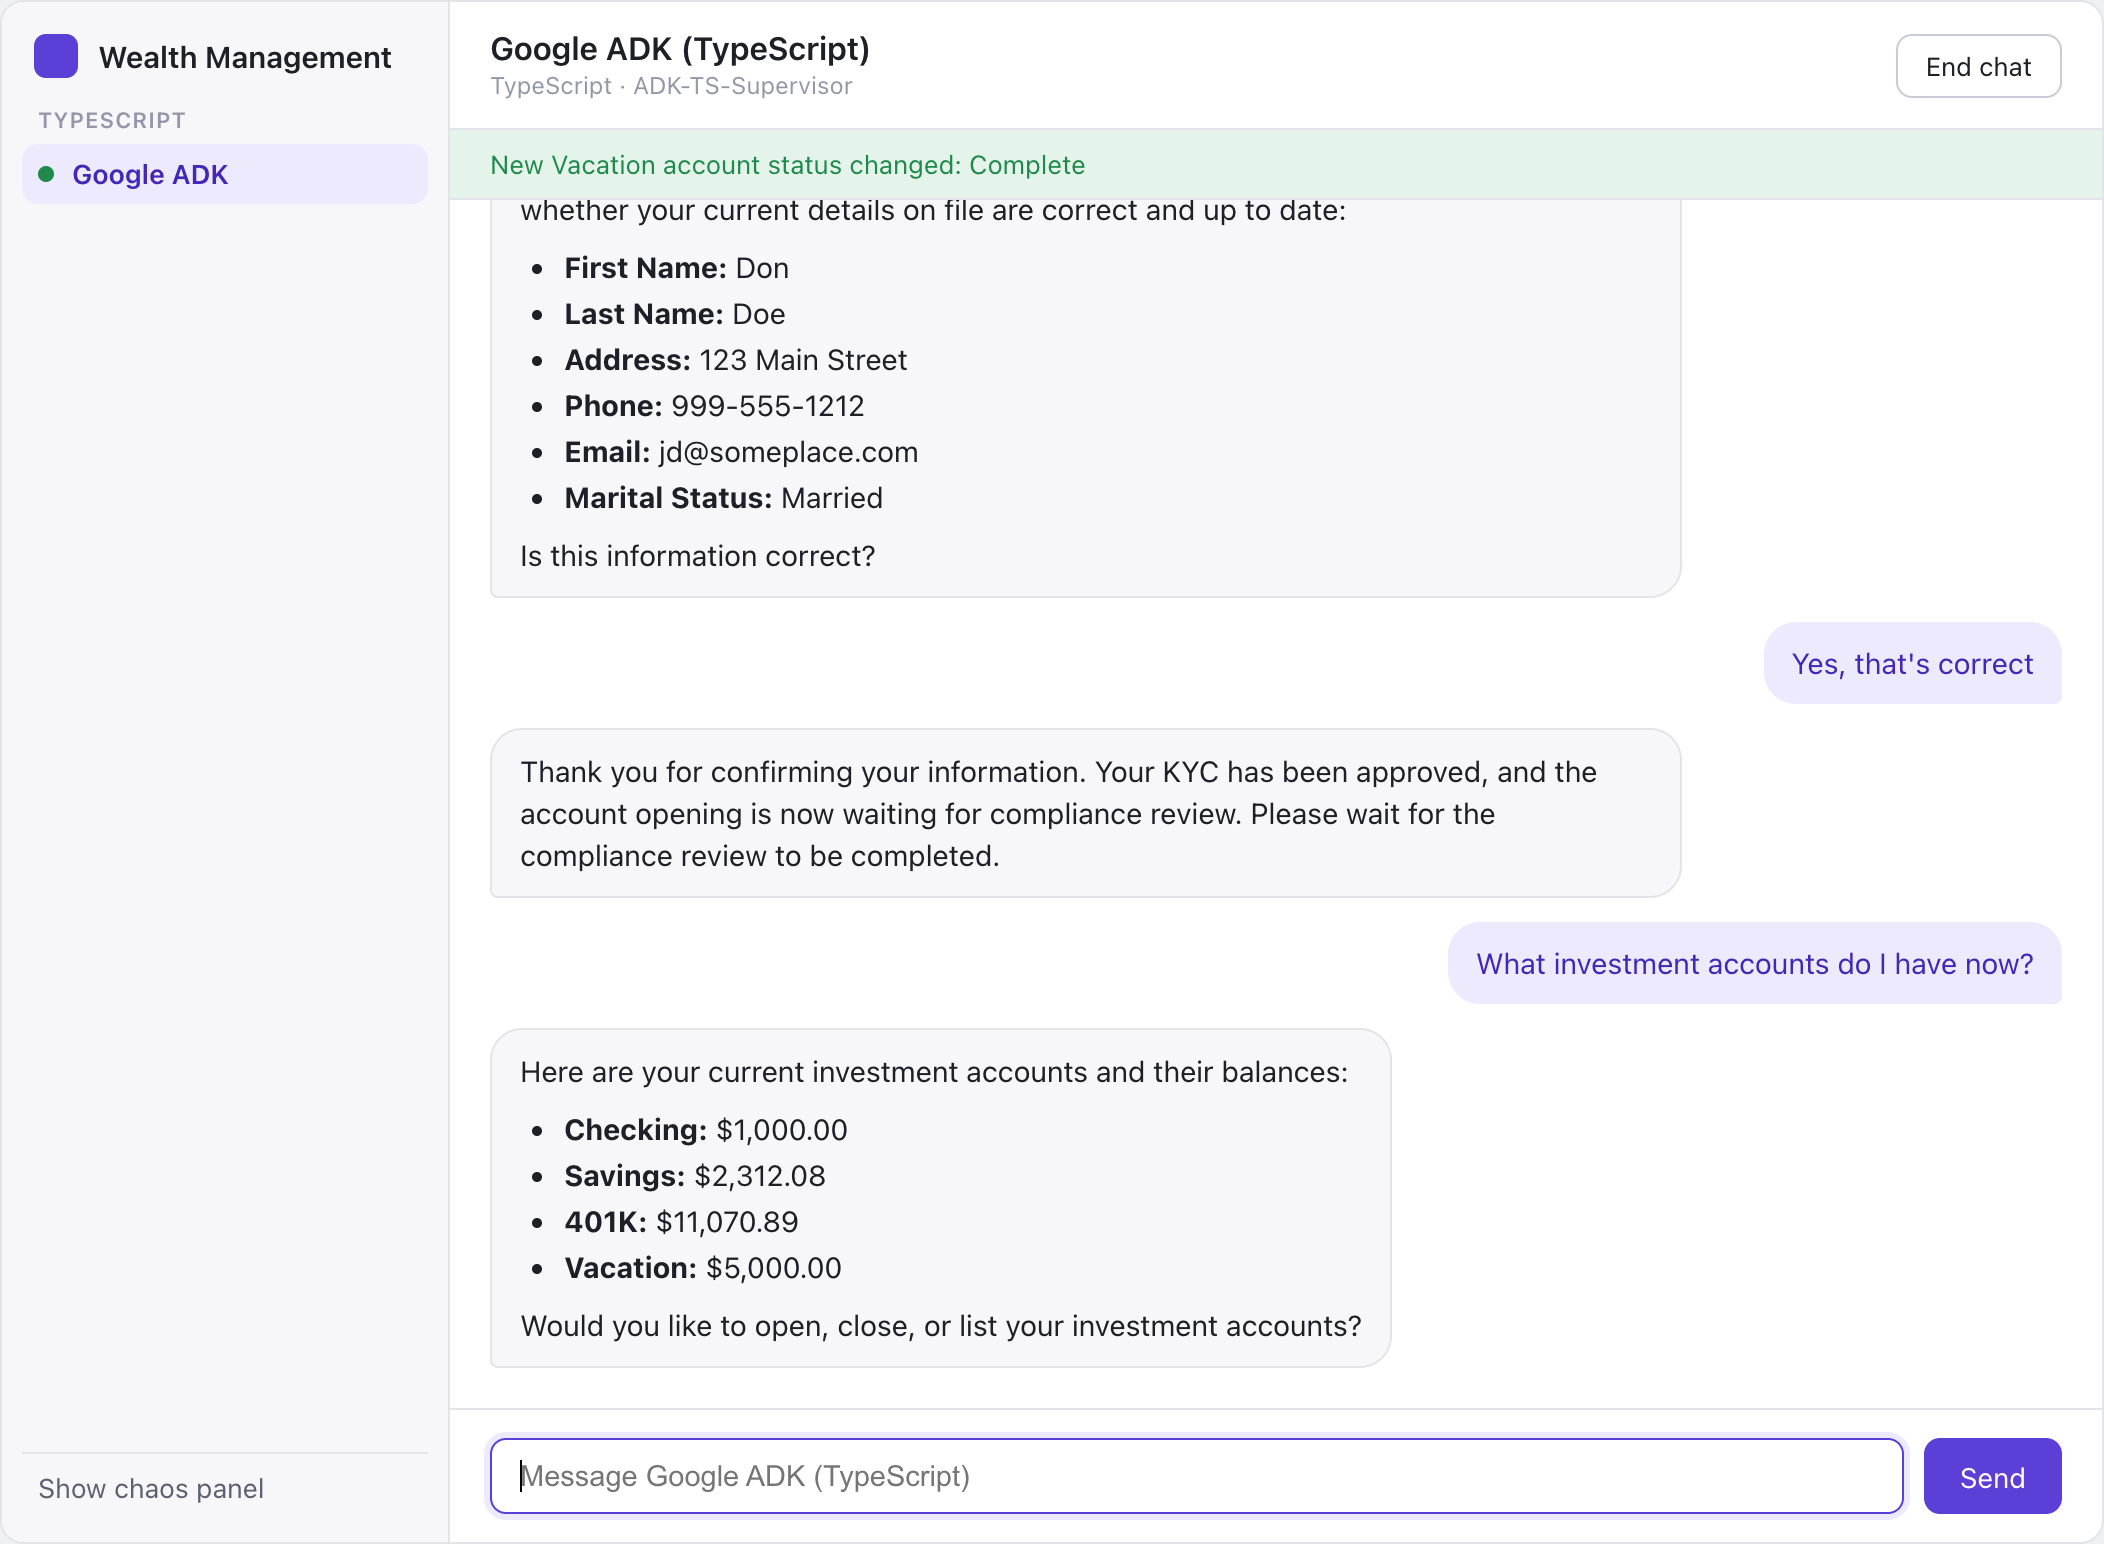 Wealth Management
TYPESCRIPT
Google ADK
Show chaos panel
Google ADK (TypeScript)
TypeScript · ADK-TS-Supervisor
End chat
New Vacation account status changed: Complete
whether your current details on file are correct and up to date:
First Name: Don
Last Name: Doe
Address: 123 Main Street
Phone: 999-555-1212
Email: jd@someplace.com
Marital Status: Married
Is this information correct?
Yes, that's correct
Thank you for confirming your information. Your KYC has been approved, and the
account opening is now waiting for compliance review. Please wait for the
compliance review to be completed.
What investment accounts do I have now?
Here are your current investment accounts and their balances:
Checking: $1,000.00
Savings: $2,312.08
401K: $11,070.89
Vacation: $5,000.00
Would you like to open, close, or list your investment accounts?
Message Google ADK (TypeScript)
Send